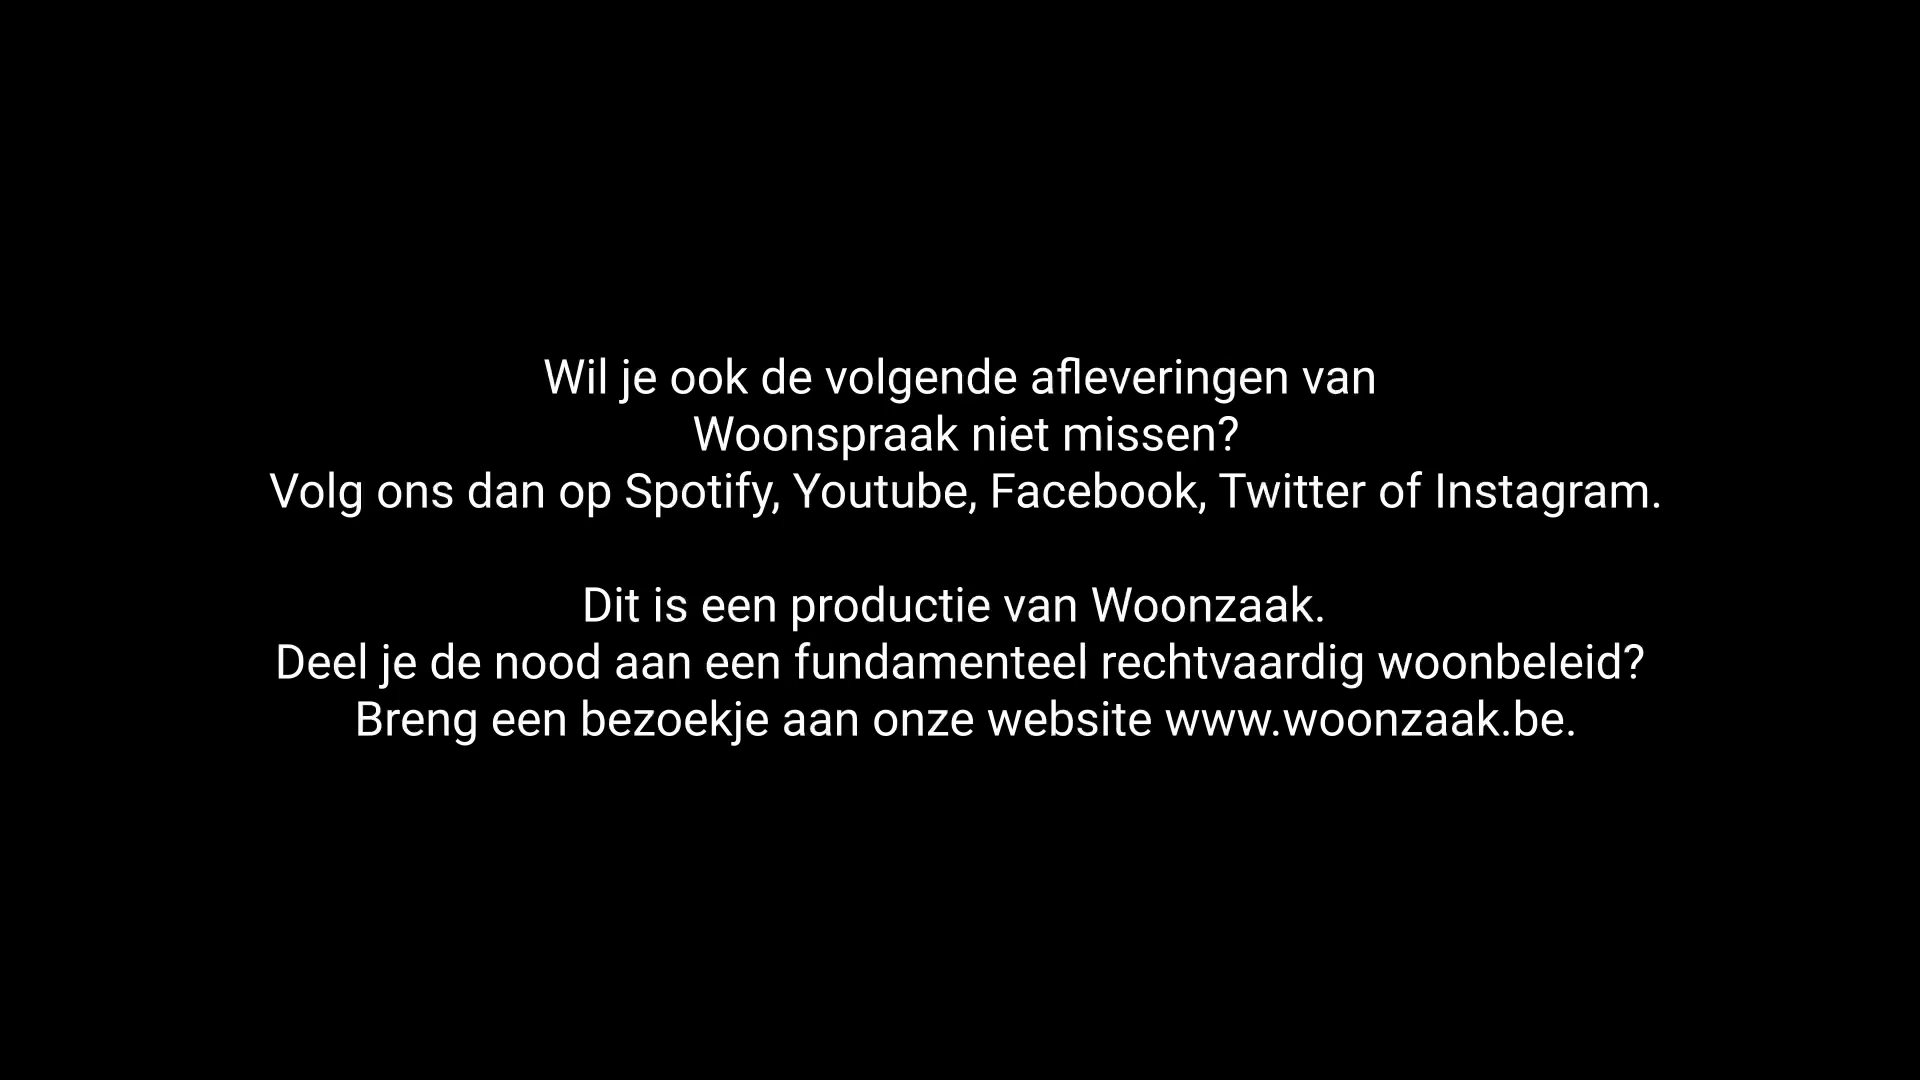 Wil je ook de volgende afleveringen van
Woonspraak niet missen?
Volg ons dan op Spotify, Youtube, Facebook, Twitter of Instagram.
Dit is een productie van Woonzaak.
Deel je de nood aan een fundamenteel rechtvaardig woonbeleid?
Breng een bezoekje aan onze website www.woonzaak.be.